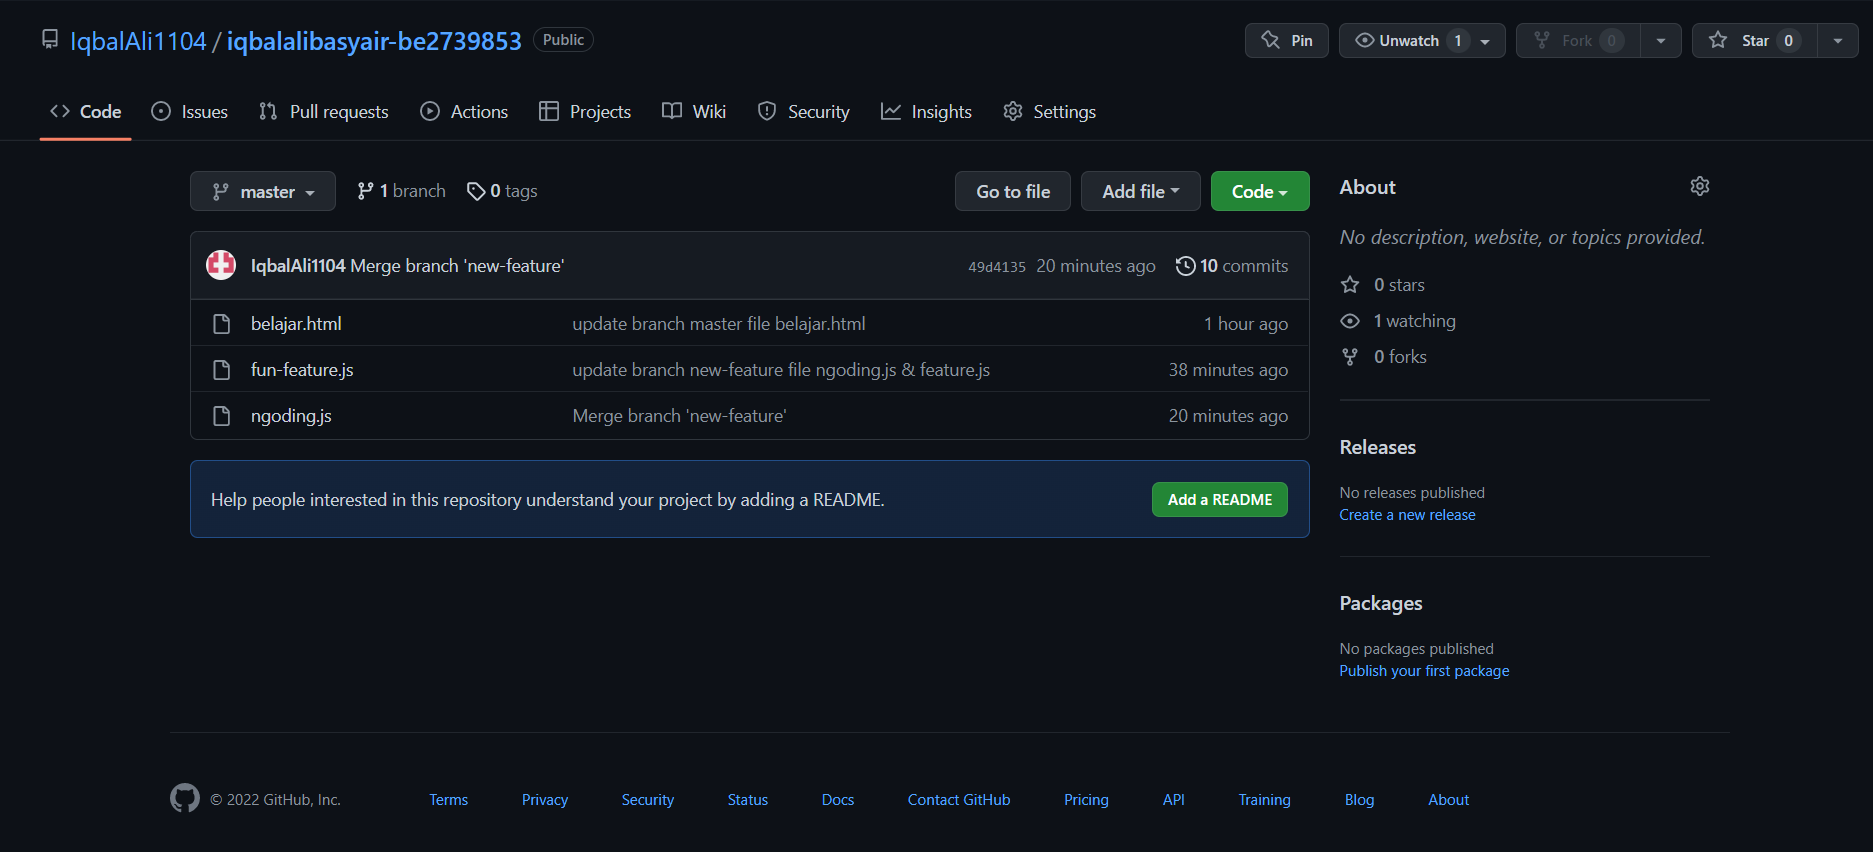 IqbalAli1104 / iqbalalibasyair-be2739853 Public Pin Unwatch 1 Fork 0 Star 0
Code Issues Pull requests Actions Projects Wiki Security Insights Settings
master 1 branch 0 tags Go to file Add file Code
IqbalAli1104 Merge branch 'new-feature' 49d4135 20 minutes ago 10 commits
belajar.html update branch master file belajar.html 1 hour ago
fun-feature.js update branch new-feature file ngoding.js & feature.js 38 minutes ago
ngoding.js Merge branch 'new-feature' 20 minutes ago
Help people interested in this repository understand your project by adding a README. Add a README
About
No description, website, or topics provided.
0 stars
1 watching
0 forks
Releases
No releases published
Create a new release
Packages
No packages published
Publish your first package
© 2022 GitHub, Inc. Terms Privacy Security Status Docs Contact GitHub Pricing API Training Blog About